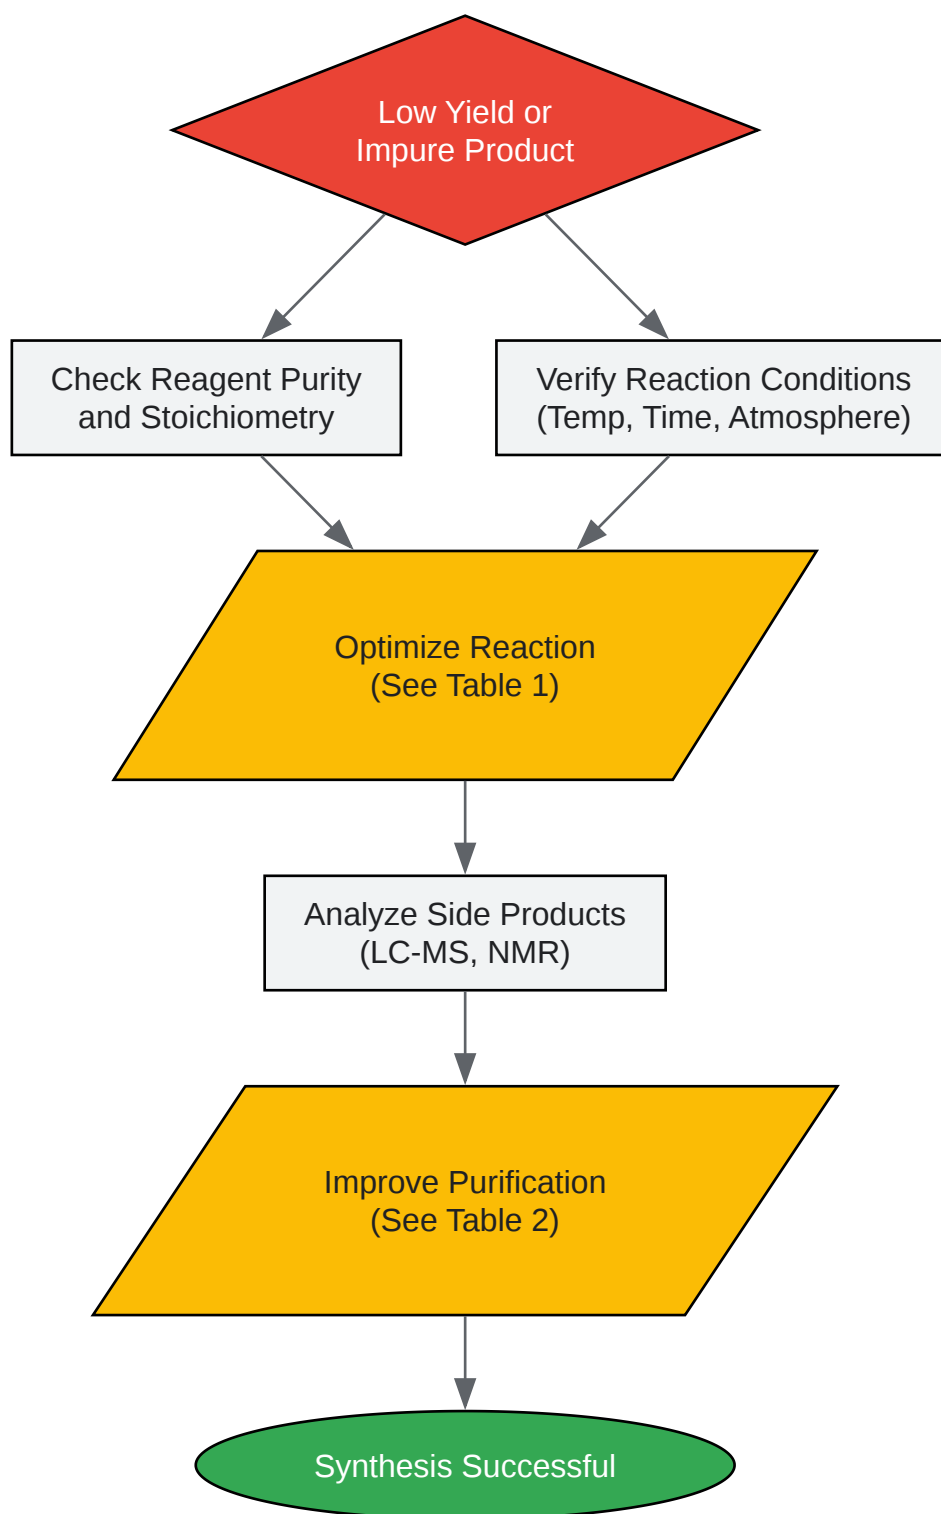 Low Yield or
Impure Product
Check Reagent Purity
and Stoichiometry
Verify Reaction Conditions
(Temp, Time, Atmosphere)
Optimize Reaction
(See Table 1)
Analyze Side Products
(LC-MS, NMR)
Improve Purification
(See Table 2)
Synthesis Successful